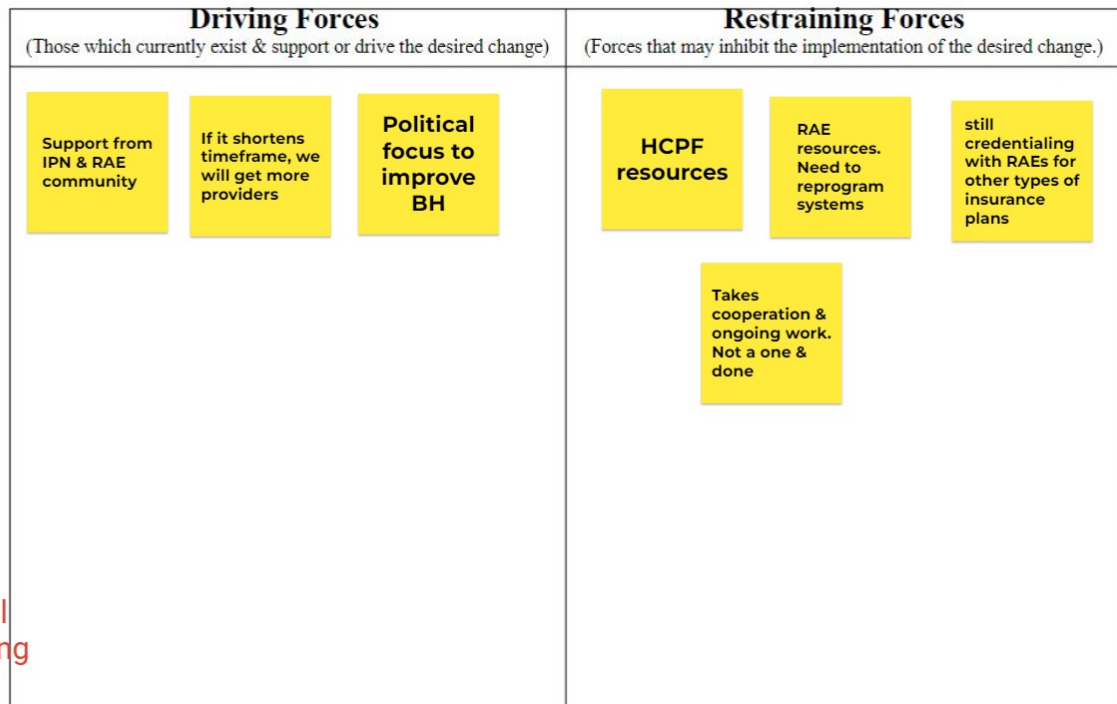 Driving Forces
(Those which currently exist & support or drive the desired change)
Restraining Forces
(Forces that may inhibit the implementation of the desired change.)
Support from
IPN & RAE
community
If it shortens
timeframe, we
will get more
providers
Political
focus to
improve
BH
HCPF
resources
RAE
resources.
Need to
reprogram
systems
still
credentialing
with RAEs for
other types of
insurance
plans
Takes
cooperation &
ongoing work.
Not a one &
done